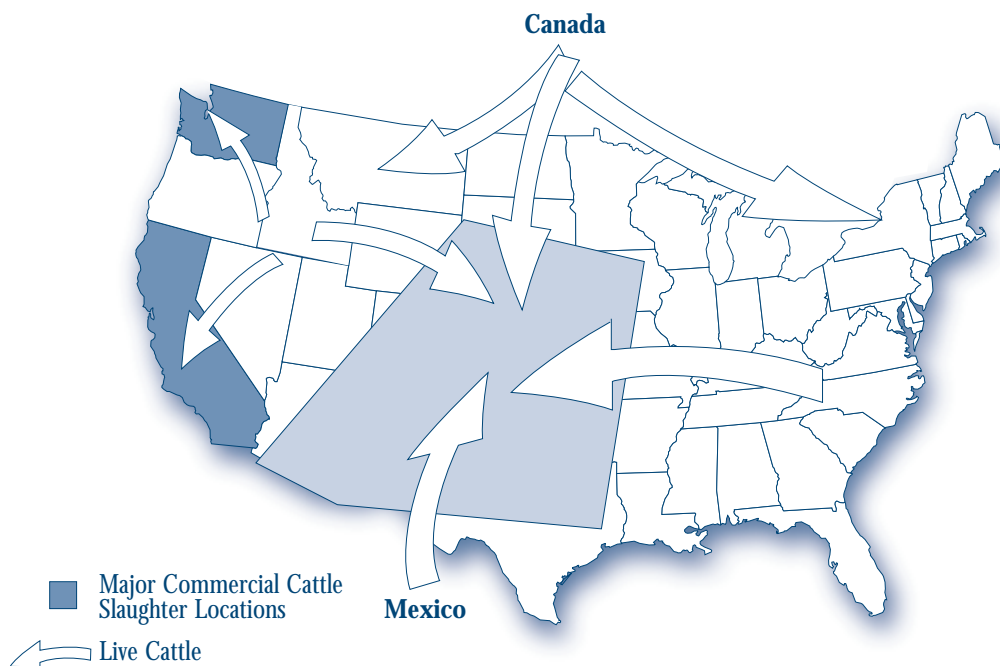 Canada
Mexico
Major Commercial Cattle
Slaughter Locations
Live Cattle